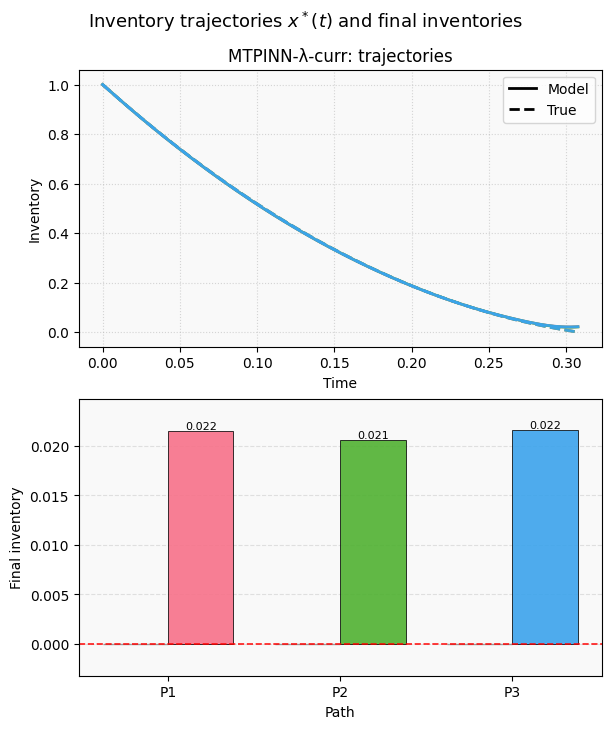 Inventory trajectories x*(t) and final inventories
MTPINN-λ-curr: trajectories
Model
True
1.0
0.8
0.6
0.4
0.2
0.0
Inventory
0.00 0.05 0.10 0.15 0.20 0.25 0.30
Time
0.022
0.021
0.022
0.020
0.015
0.010
0.005
0.000
Final inventory
P1 P2 P3
Path